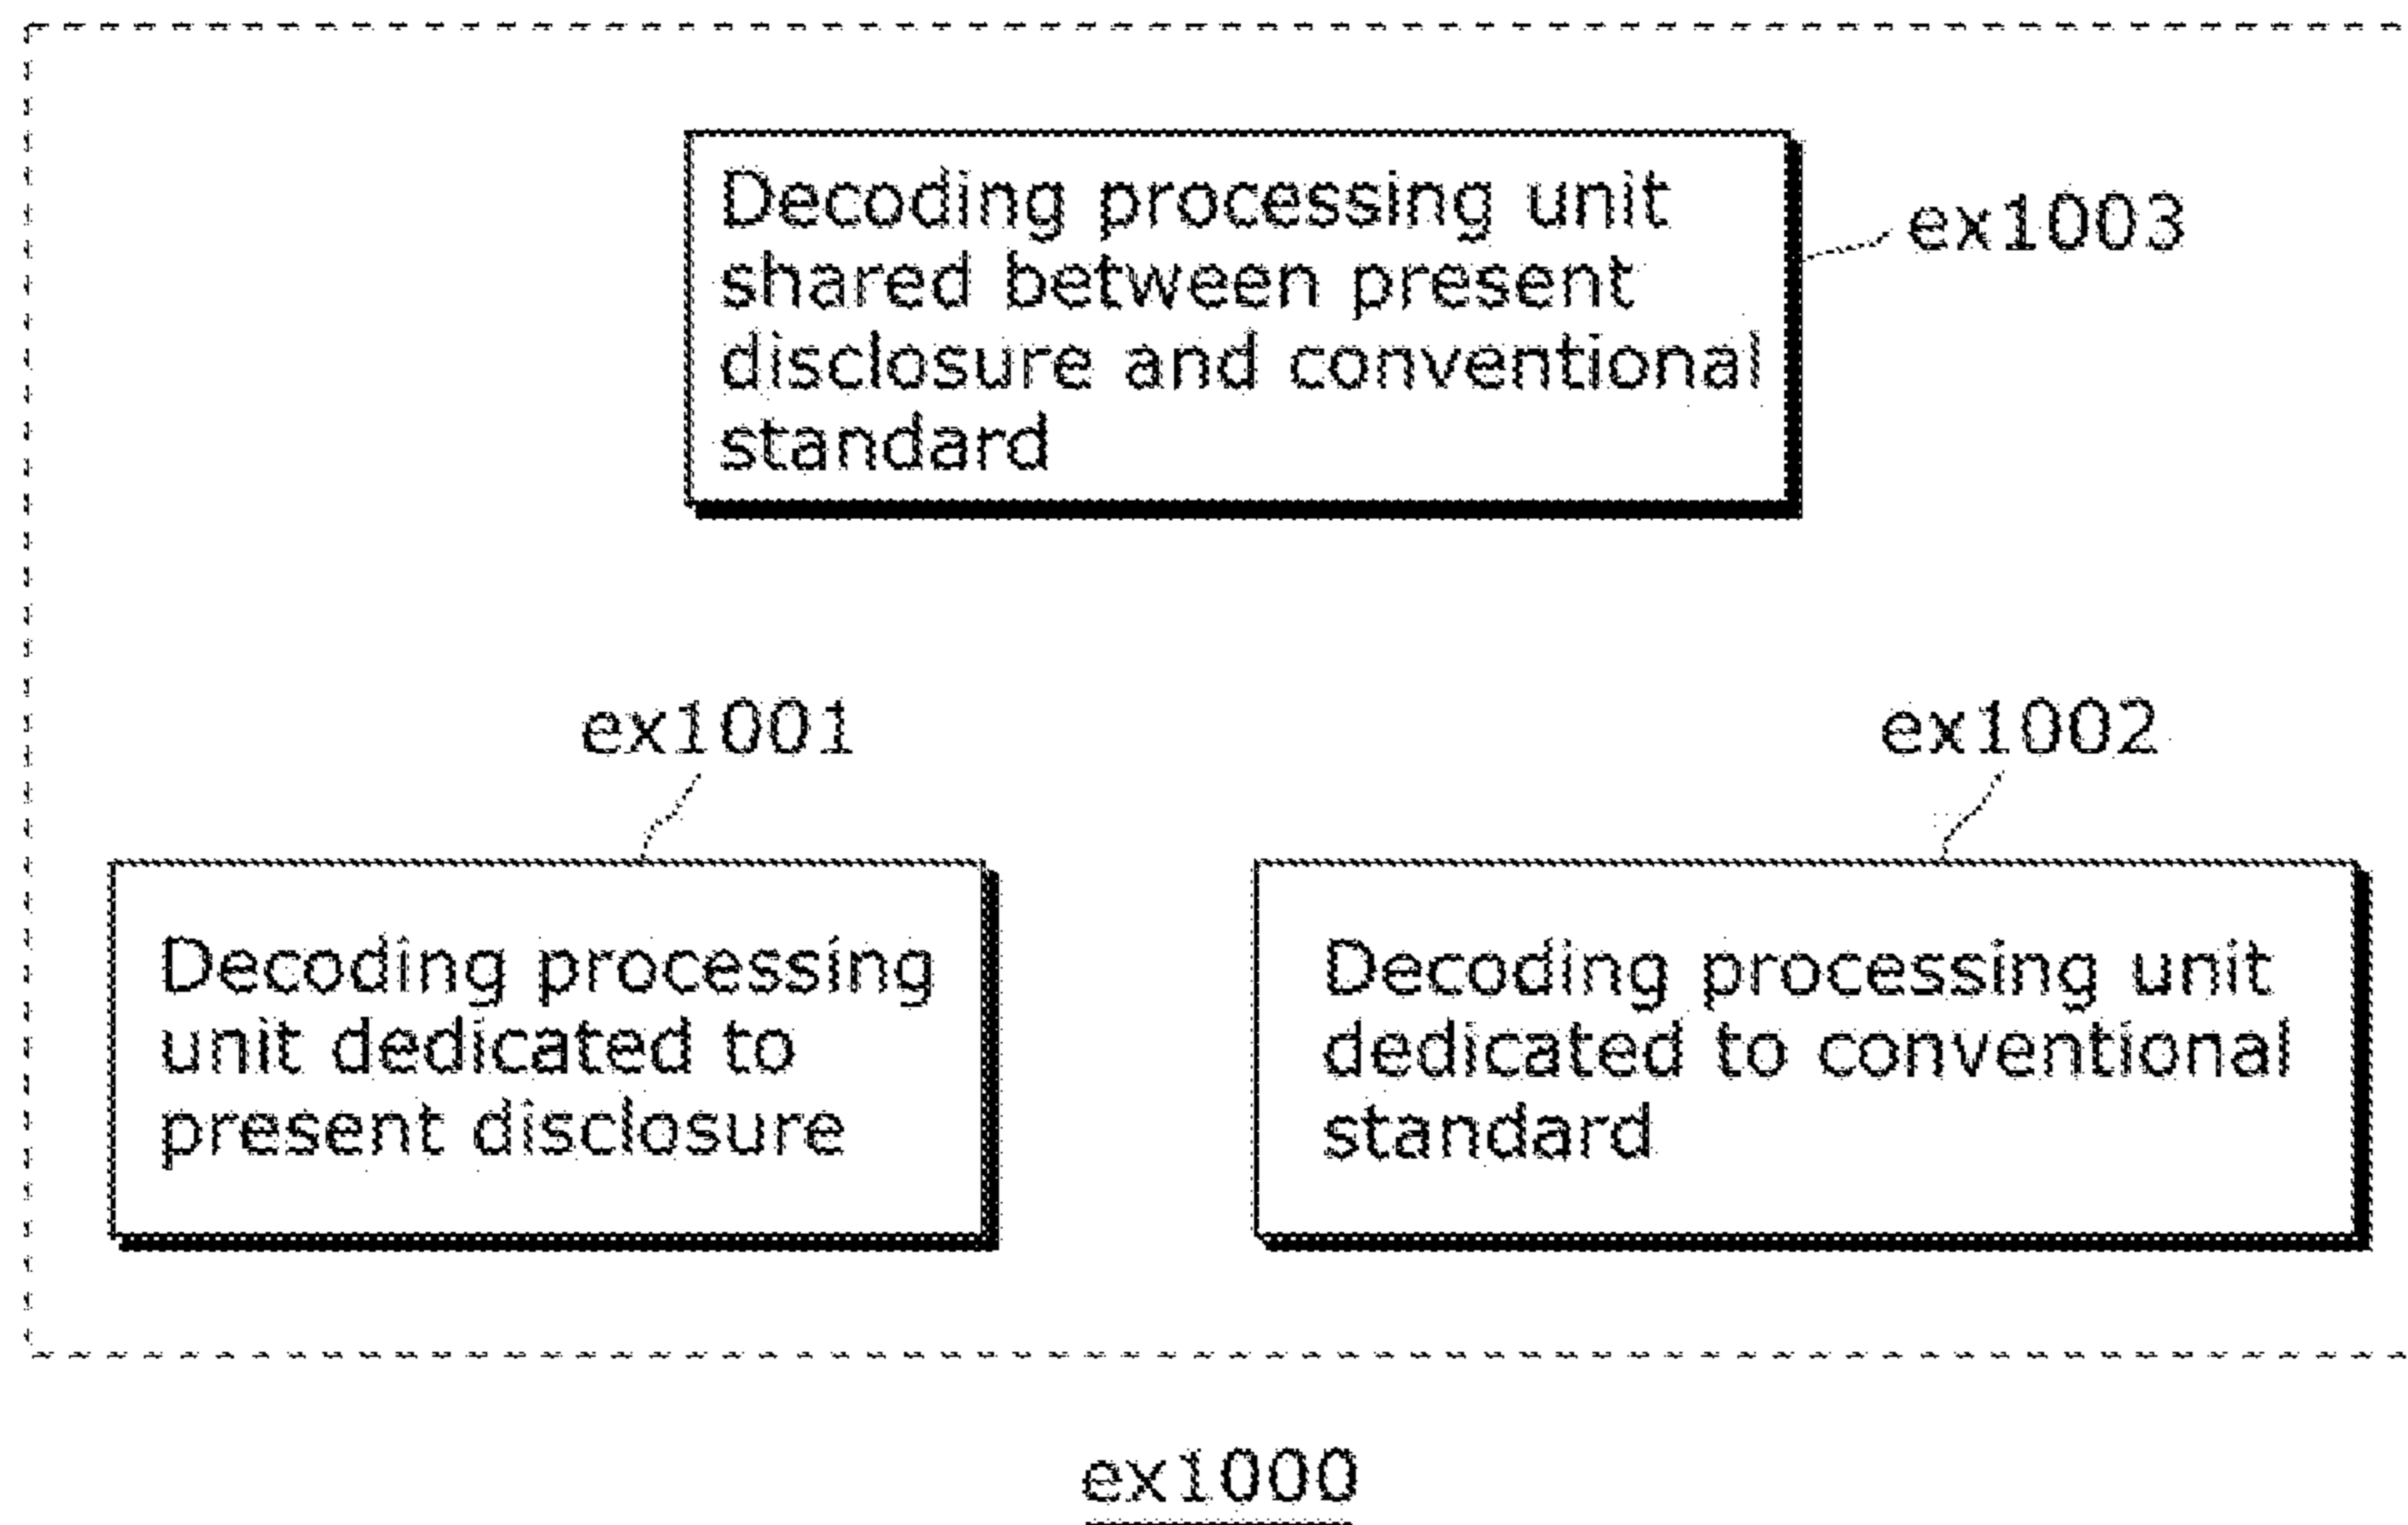 Decoding processing unit
shared between present
disclosure and conventional
standard
ex1003
ex1001
ex1002
Decoding processing
unit dedicated to
present disclosure
Decoding processing unit
dedicated to conventional
standard
ex1000